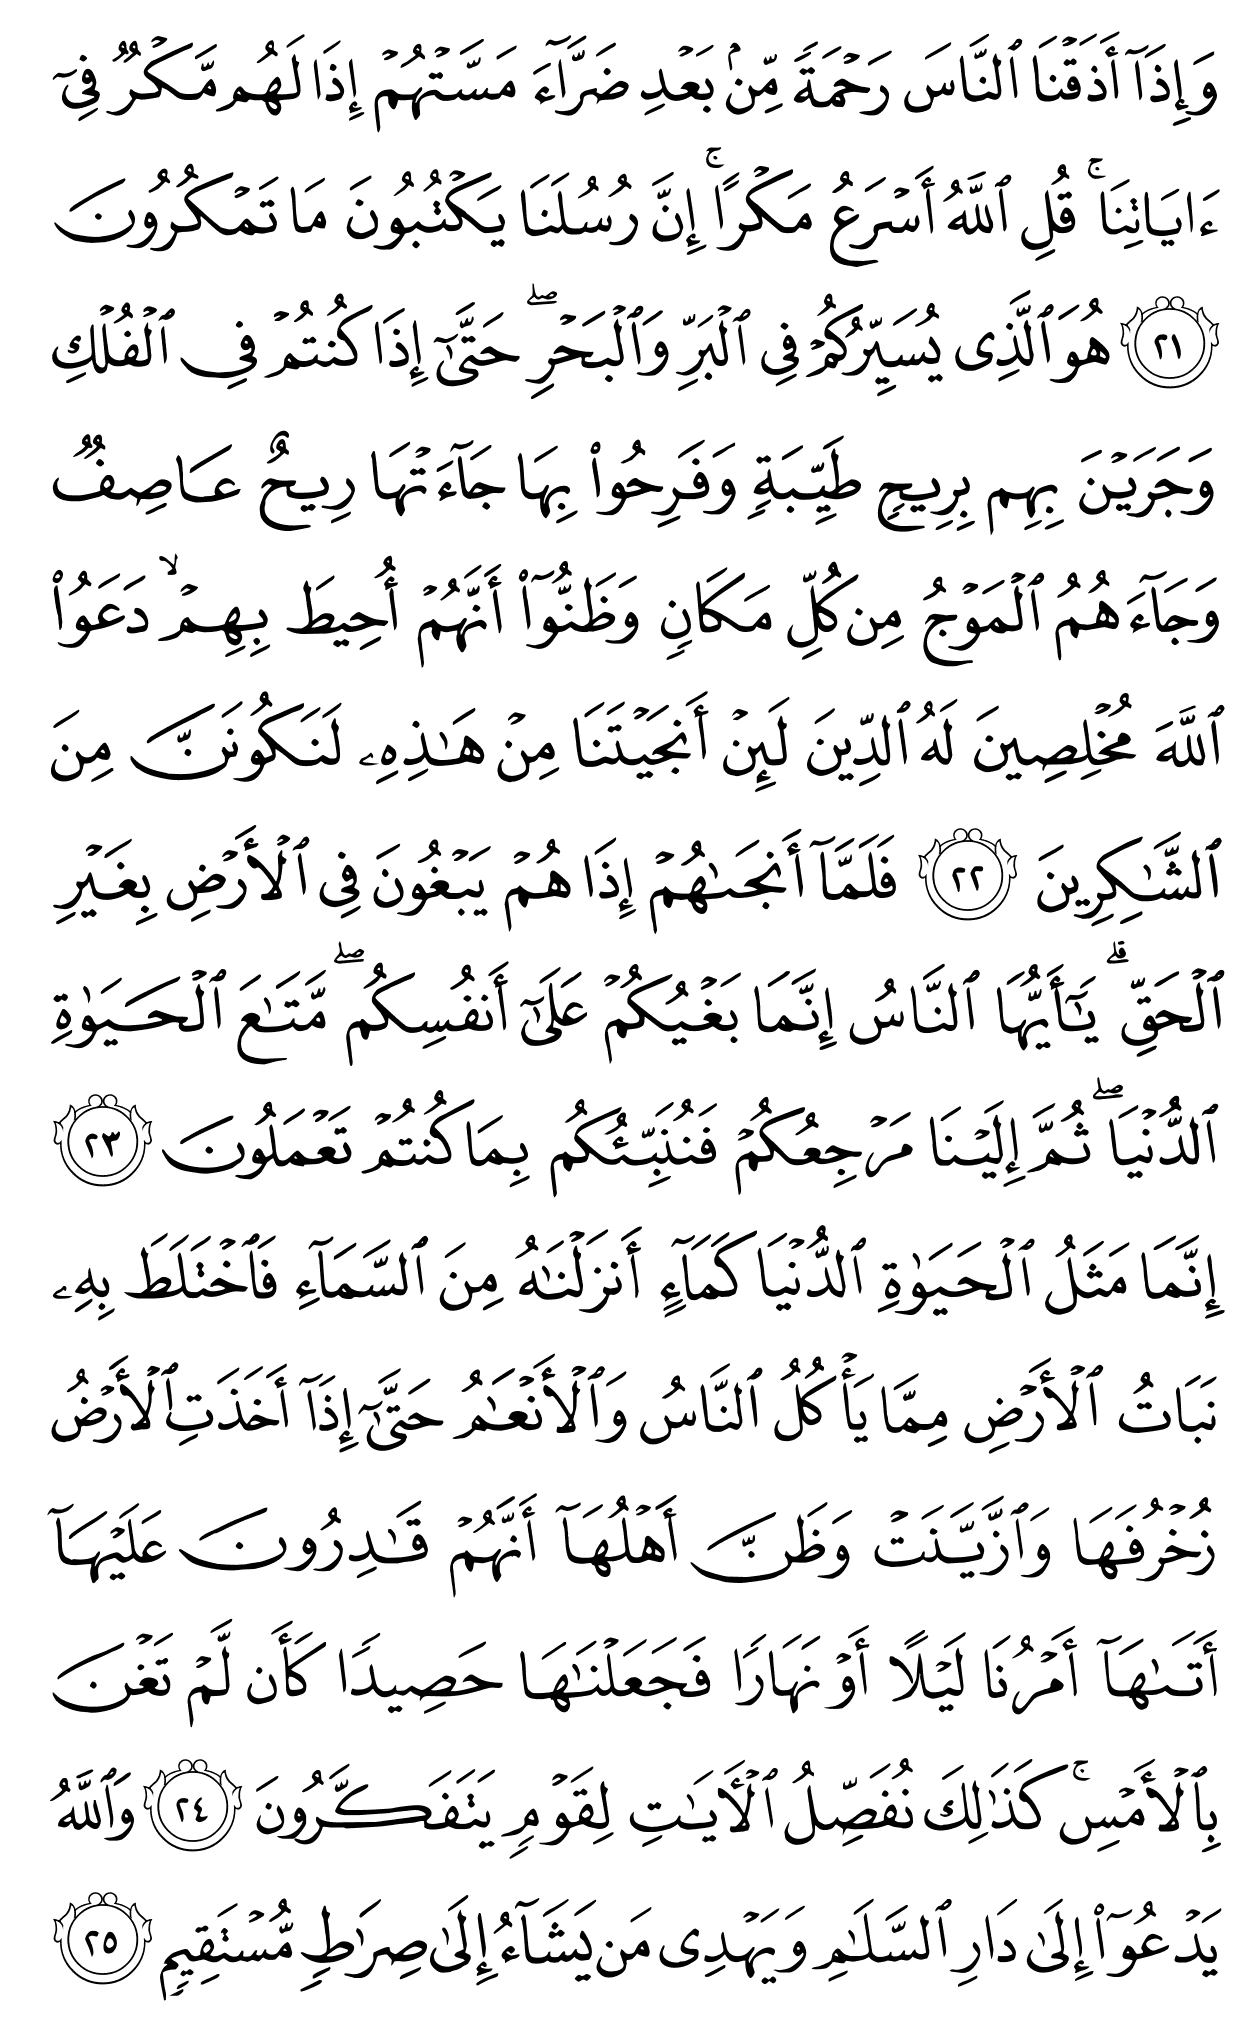 وَإِذَآ أَذَقۡنَا ٱلنَّاسَ رَحۡمَةٗ مِّنۢ بَعۡدِ ضَرَّآءَ مَسَّتۡهُمۡ إِذَا لَهُم مَّكۡرٞ فِيٓ
ءَايَاتِنَاۚ قُلِ ٱللَّهُ أَسۡرَعُ مَكۡرًاۚ إِنَّ رُسُلَنَا يَكۡتُبُونَ مَا تَمۡكُرُونَ
٢١ هُوَ ٱلَّذِي يُسَيِّرُكُمۡ فِي ٱلۡبَرِّ وَٱلۡبَحۡرِۖ حَتَّىٰٓ إِذَا كُنتُمۡ فِي ٱلۡفُلۡكِ
وَجَرَيۡنَ بِهِم بِرِيحٖ طَيِّبَةٖ وَفَرِحُواْ بِهَا جَآءَتۡهَا رِيحٌ عَاصِفٞ
وَجَآءَهُمُ ٱلۡمَوۡجُ مِن كُلِّ مَكَانٖ وَظَنُّوٓاْ أَنَّهُمۡ أُحِيطَ بِهِمۡۙ دَعَوُاْ
ٱللَّهَ مُخۡلِصِينَ لَهُ ٱلدِّينَ لَئِنۡ أَنجَيۡتَنَا مِنۡ هَٰذِهِۦ لَنَكُونَنَّ مِنَ
ٱلشَّٰكِرِينَ ٢٢ فَلَمَّآ أَنجَىٰهُمۡ إِذَا هُمۡ يَبۡغُونَ فِي ٱلۡأَرۡضِ بِغَيۡرِ
ٱلۡحَقِّۗ يَٰٓأَيُّهَا ٱلنَّاسُ إِنَّمَا بَغۡيُكُمۡ عَلَىٰٓ أَنفُسِكُمۖ مَّتَٰعَ ٱلۡحَيَوٰةِ
ٱلدُّنۡيَاۖ ثُمَّ إِلَيۡنَا مَرۡجِعُكُمۡ فَنُنَبِّئُكُم بِمَا كُنتُمۡ تَعۡمَلُونَ ٢٣
إِنَّمَا مَثَلُ ٱلۡحَيَوٰةِ ٱلدُّنۡيَا كَمَآءٍ أَنزَلۡنَٰهُ مِنَ ٱلسَّمَآءِ فَٱخۡتَلَطَ بِهِۦ
نَبَاتُ ٱلۡأَرۡضِ مِمَّا يَأۡكُلُ ٱلنَّاسُ وَٱلۡأَنۡعَٰمُ حَتَّىٰٓ إِذَآ أَخَذَتِ ٱلۡأَرۡضُ
زُخۡرُفَهَا وَٱزَّيَّنَتۡ وَظَنَّ أَهۡلُهَآ أَنَّهُمۡ قَٰدِرُونَ عَلَيۡهَآ
أَتَىٰهَآ أَمۡرُنَا لَيۡلًا أَوۡ نَهَارٗا فَجَعَلۡنَٰهَا حَصِيدٗا كَأَن لَّمۡ تَغۡنَ
بِٱلۡأَمۡسِۚ كَذَٰلِكَ نُفَصِّلُ ٱلۡأٓيَٰتِ لِقَوۡمٖ يَتَفَكَّرُونَ ٢٤ وَٱللَّهُ
يَدۡعُوٓاْ إِلَىٰ دَارِ ٱلسَّلَٰمِ وَيَهۡدِي مَن يَشَآءُ إِلَىٰ صِرَٰطٖ مُّسۡتَقِيمٖ ٢٥